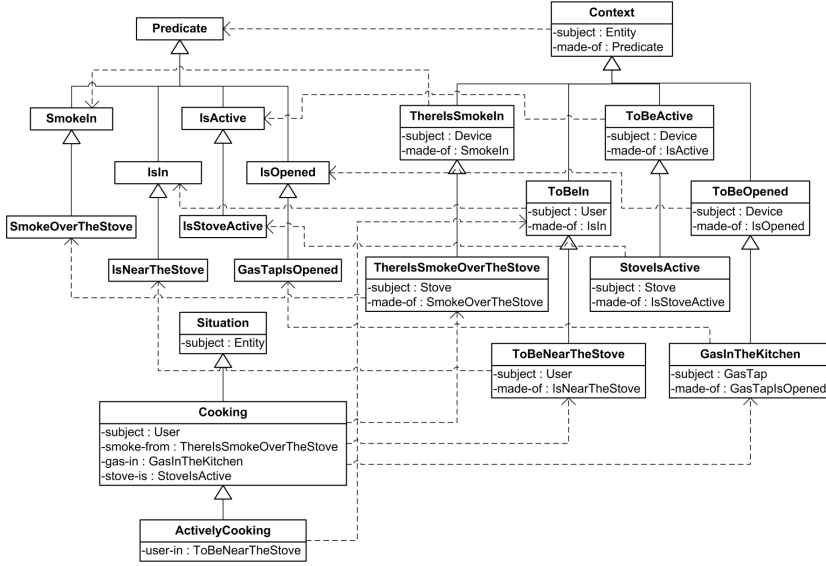 Predicate
Context
-subject : Entity
-made-of : Predicate
SmokeIn
IsActive
ThereIsSmokeIn
-subject : Device
-made-of : SmokeIn
ToBeActive
-subject : Device
-made-of : IsActive
IsIn
IsOpened
ToBeIn
-subject : User
-made-of : IsIn
ToBeOpened
-subject : Device
-made-of : IsOpened
SmokeOverTheStove
IsStoveActive
IsNearTheStove
GasTapIsOpened
ThereIsSmokeOverTheStove
-subject : Stove
-made-of : SmokeOverTheStove
StoveIsActive
-subject : Stove
-made-of : IsStoveActive
Situation
-subject : Entity
ToBeNearTheStove
-subject : User
-made-of : IsNearTheStove
GasInTheKitchen
-subject : GasTap
-made-of : GasTapIsOpened
Cooking
-subject : User
-smoke-from : ThereIsSmokeOverTheStove
-gas-in : GasInTheKitchen
-stove-is : StoveIsActive
ActivelyCooking
-user-in : ToBeNearTheStove